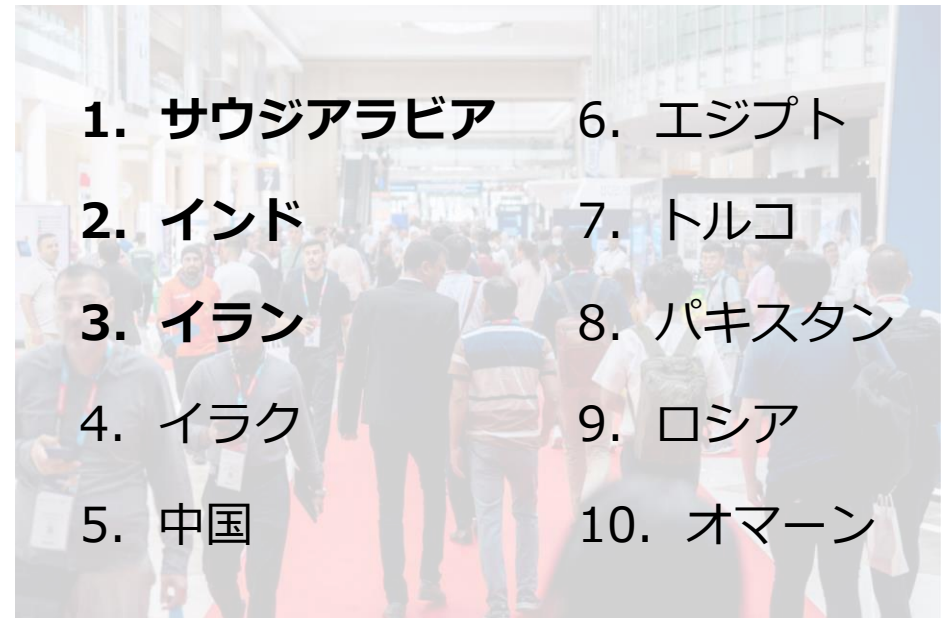 1. サウジアラビア
2. インド
3. イラン
4. イラク
5. 中国
6. エジプト
7. トルコ
8. パキスタン
9. ロシア
10. オマーン